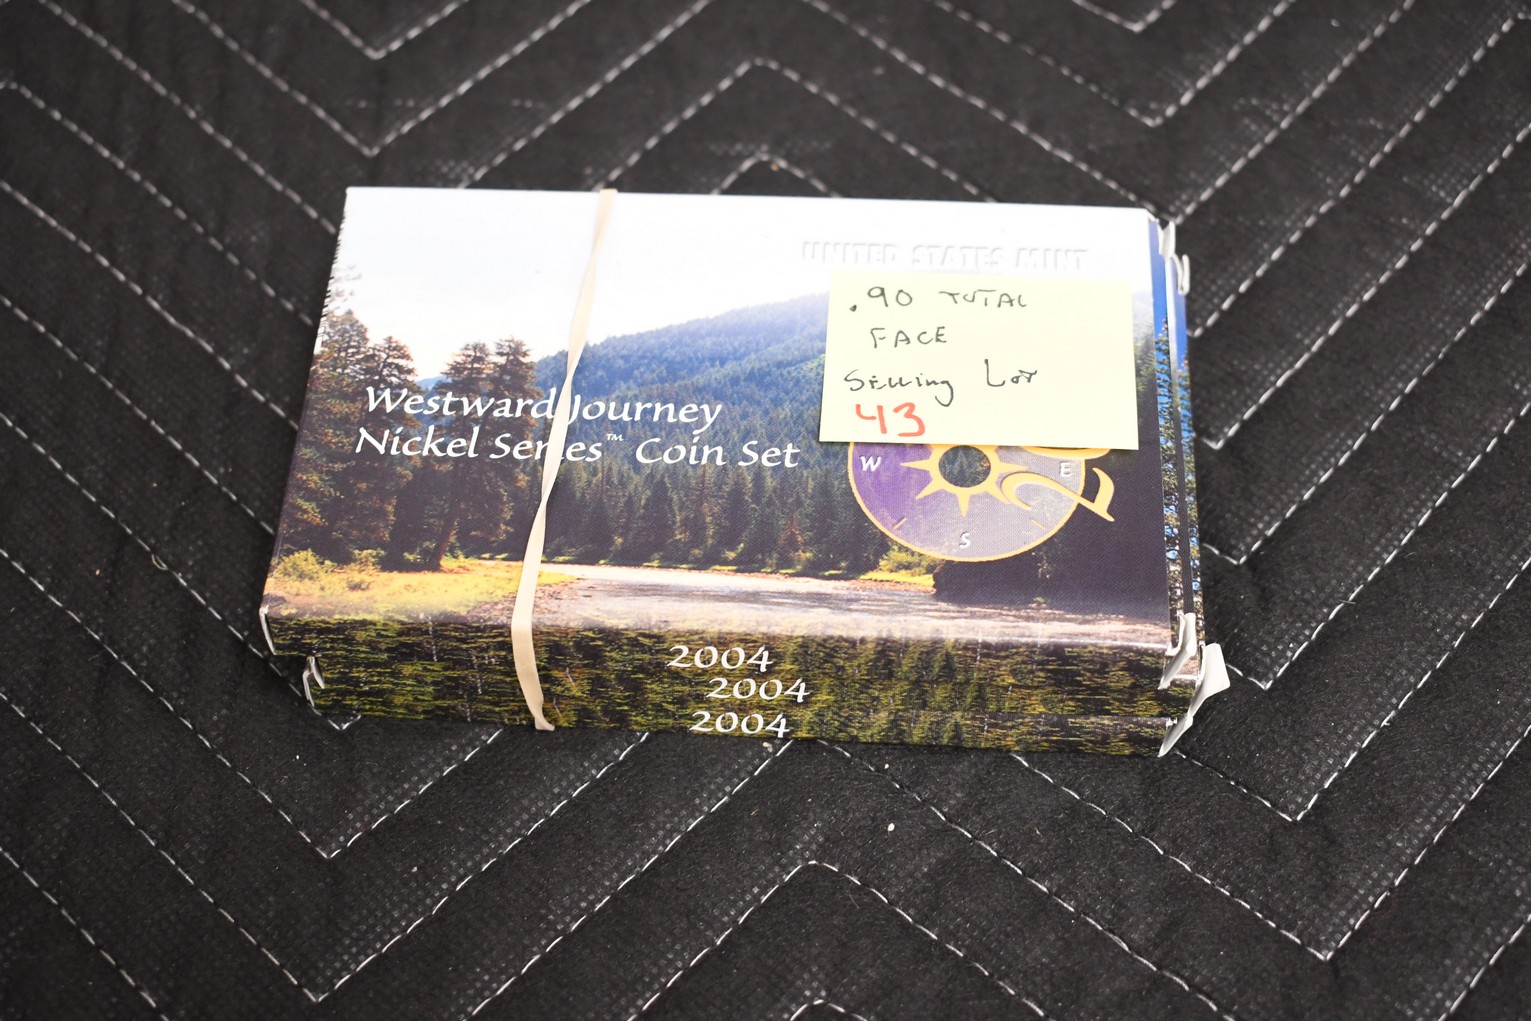 UNITED STATES MINT
.90 TOTAL
FACE
Selling Lot
43
Westward Journey
Nickel Series™ Coin Set
W
E
S
2004
2004
2004